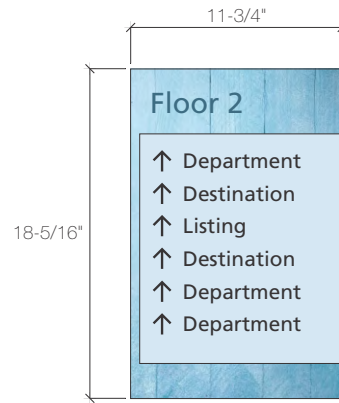 11-3/4"
Floor 2
↑ Department
↑ Destination
↑ Listing
18-5/16"
↑ Destination
↑ Department
↑ Department